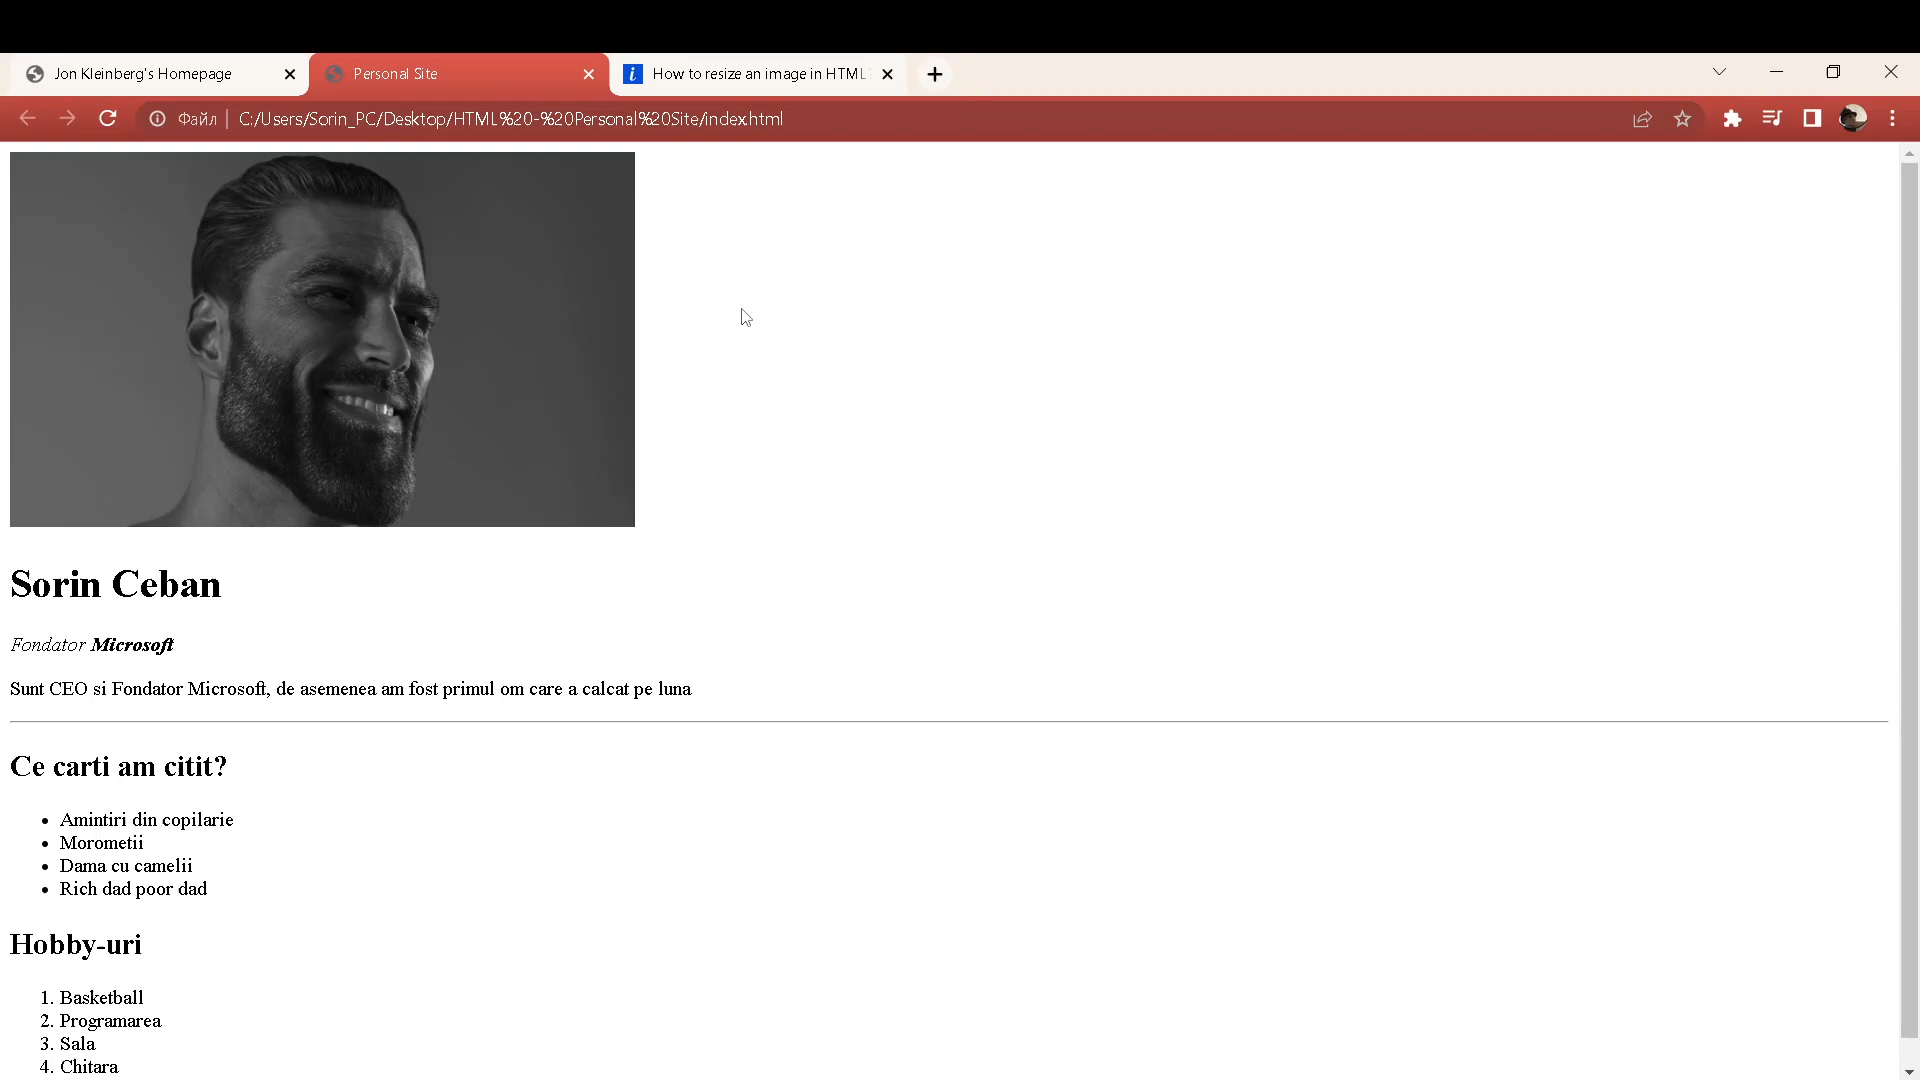 Jon Kleinberg's Homepage
Personal Site
How to resize an image in HTML
Файл
C:/Users/Sorin_PC/Desktop/HTML%20-%20Personal%20Site/index.html
Sorin Ceban
Fondator Microsoft
Sunt CEO si Fondator Microsoft, de asemenea am fost primul om care a calcat pe luna
Ce carti am citit?
• Amintiri din copilarie
• Morometii
• Dama cu camelii
• Rich dad poor dad
Hobby-uri
1. Basketball
2. Programarea
3. Sala
4. Chitara